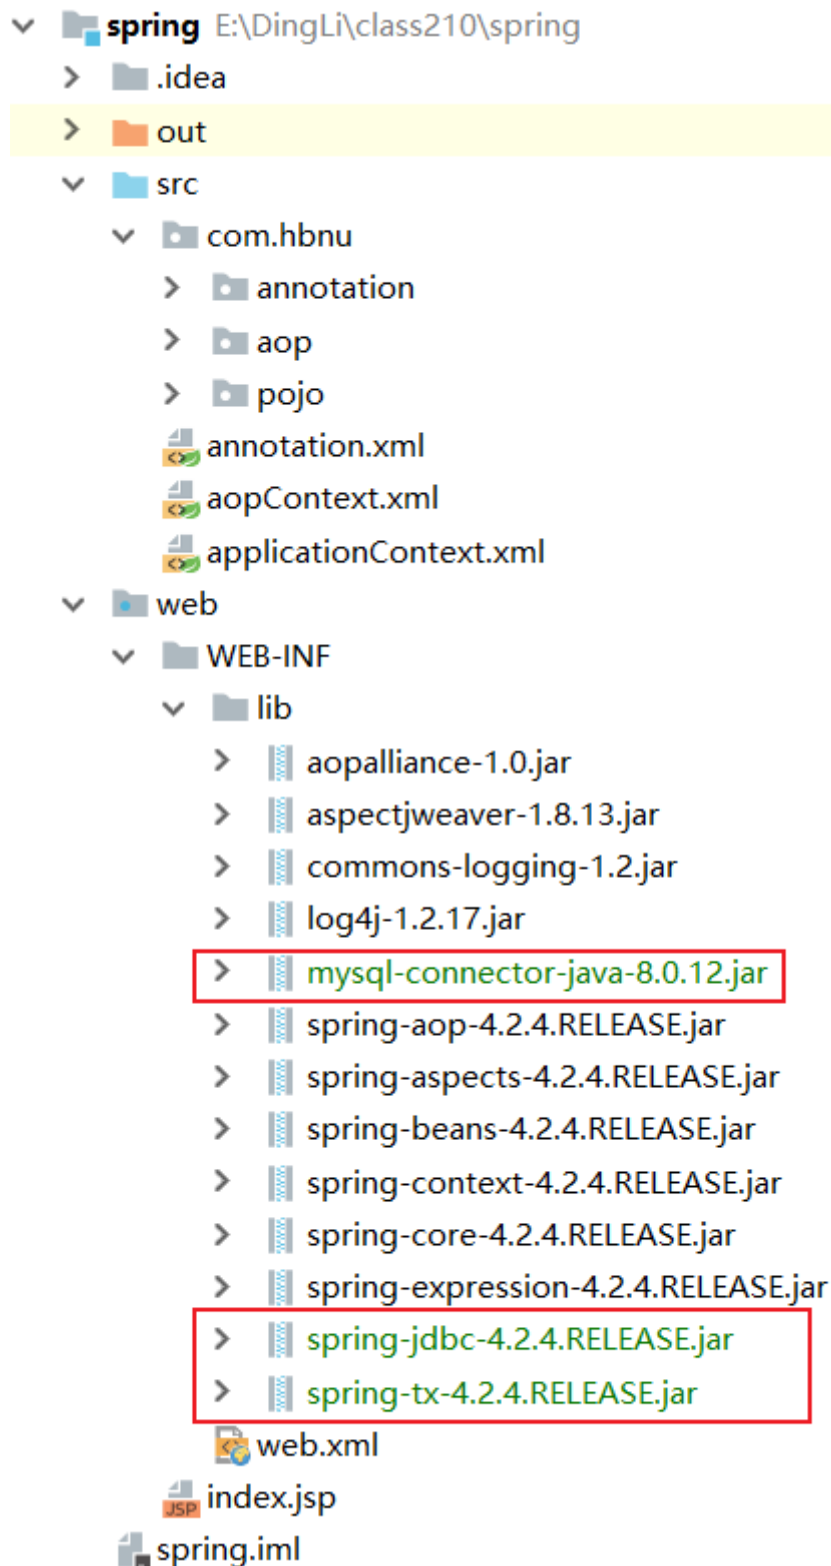 spring E:\DingLi\class210\spring
.idea
out
src
com.hbnu
annotation
aop
pojo
annotation.xml
aopContext.xml
applicationContext.xml
web
WEB-INF
lib
aopalliance-1.0.jar
aspectjweaver-1.8.13.jar
commons-logging-1.2.jar
log4j-1.2.17.jar
mysql-connector-java-8.0.12.jar
spring-aop-4.2.4.RELEASE.jar
spring-aspects-4.2.4.RELEASE.jar
spring-beans-4.2.4.RELEASE.jar
spring-context-4.2.4.RELEASE.jar
spring-core-4.2.4.RELEASE.jar
spring-expression-4.2.4.RELEASE.jar
spring-jdbc-4.2.4.RELEASE.jar
spring-tx-4.2.4.RELEASE.jar
web.xml
JSP index.jsp
spring.iml